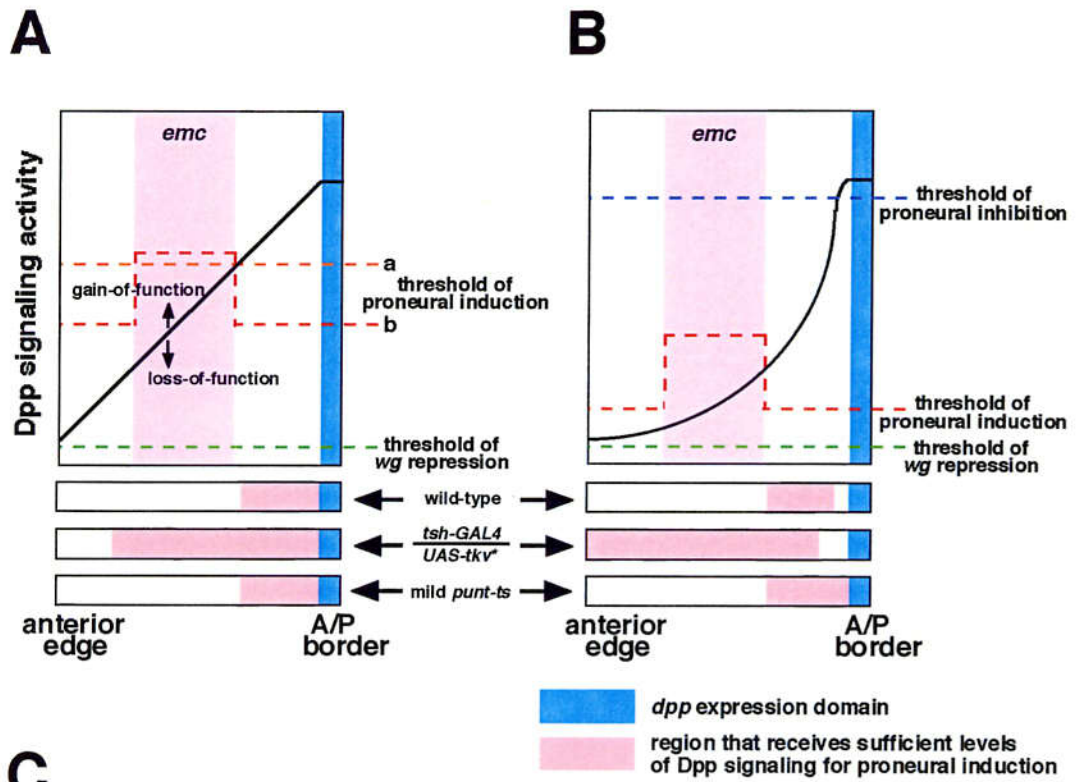 A
B
emc
emc
Dpp signaling activity
a
threshold of
proneural induction
b
gain-of-function
loss-of-function
threshold of
wg repression
threshold of
proneural inhibition
threshold of
proneural induction
threshold of
wg repression
wild-type
tsh-GAL4
UAS-tkv*
mild punt-ts
anterior
edge
A/P
border
anterior
edge
A/P
border
dpp expression domain
region that receives sufficient levels
of Dpp signaling for proneural induction
C